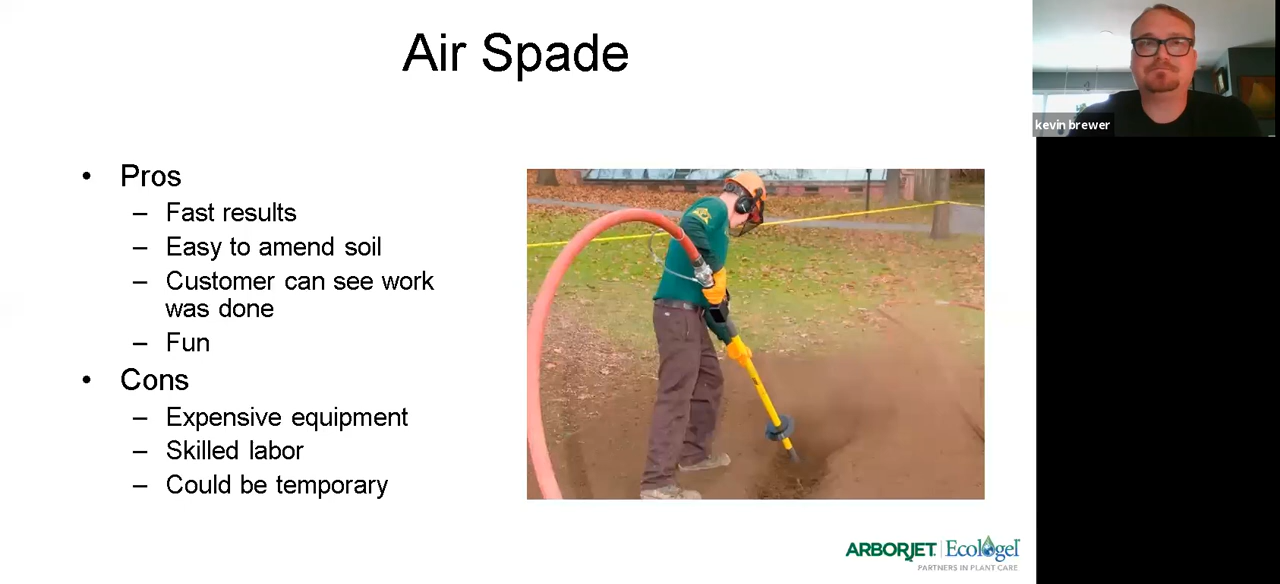 Air Spade
• Pros
– Fast results
– Easy to amend soil
– Customer can see work
was done
– Fun
• Cons
– Expensive equipment
– Skilled labor
– Could be temporary
ARBORJET | Ecologel
PARTNERS IN PLANT CARE
kevin brewer